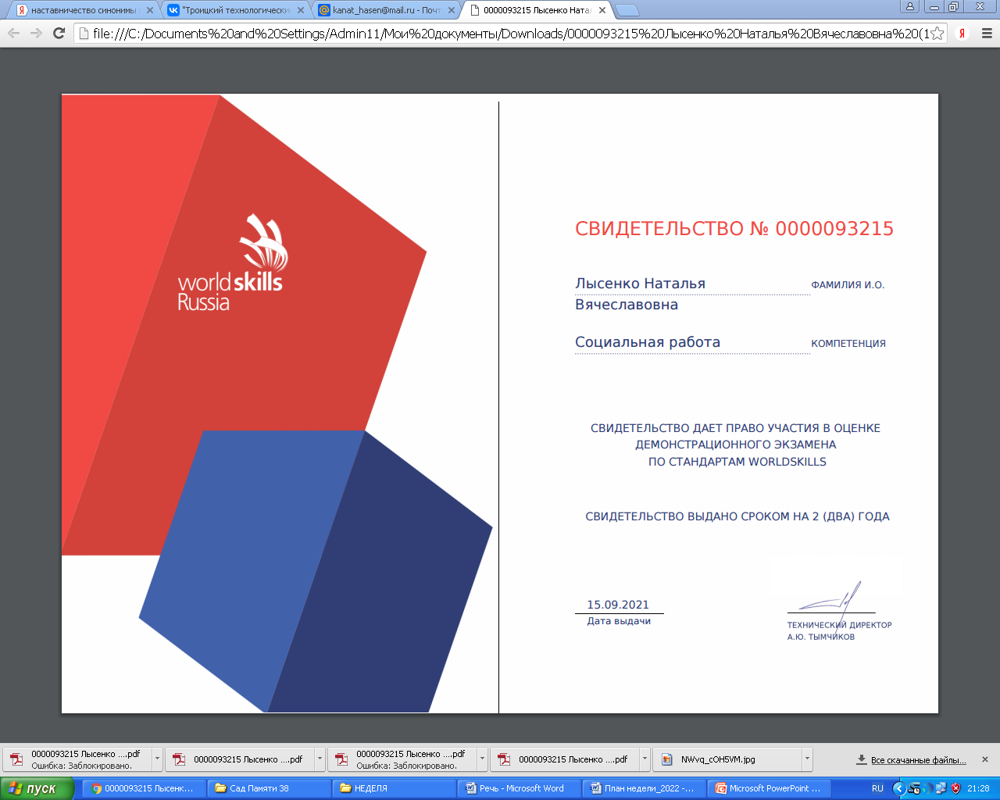 наставничество синонимы
"Троицкий технологически
kanat_hasen@mail.ru - Почт
0000093215 Лысенко Ната
file:///C:/Documents%20and%20Settings/Admin11/Мои%20документы/Downloads/0000093215%20Лысенко%20Наталья%20Вячеславовна%20(1
world skills
Russia
СВИДЕТЕЛЬСТВО № 0000093215
Лысенко Наталья ФАМИЛИЯ И.О.
Вячеславовна
Социальная работа КОМПЕТЕНЦИЯ
СВИДЕТЕЛЬСТВО ДАЕТ ПРАВО УЧАСТИЯ В ОЦЕНКЕ
ДЕМОНСТРАЦИОННОГО ЭКЗАМЕНА
ПО СТАНДАРТАМ WORLDSKILLS
СВИДЕТЕЛЬСТВО ВЫДАНО СРОКОМ НА 2 (ДВА) ГОДА
15.09.2021
Дата выдачи
ТЕХНИЧЕСКИЙ ДИРЕКТОР
А.Ю. ТЫМЧИКОВ
0000093215 Лысенко ....pdf
Ошибка: Заблокировано.
0000093215 Лысенко ....pdf
0000093215 Лысенко ....pdf
Ошибка: Заблокировано.
0000093215 Лысенко ....pdf
NWvq_cOH5VM.jpg
Все скачанные файлы...
пуск
0000093215 Лысенк...
Сад Памяти 38
НЕДЕЛЯ
Речь - Microsoft Word
План недели_2022 -...
Microsoft PowerPoint ...
RU
21:28